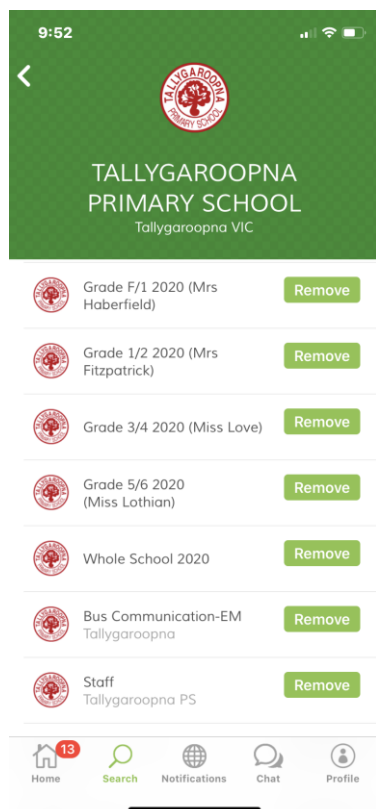 9:52
TALLYGAROOPNA
PRIMARY SCHOOL
TALLYGAROOPNA
PRIMARY SCHOOL
Tallygaroopna VIC
Grade F/1 2020 (Mrs
Haberfield)
Remove
Grade 1/2 2020 (Mrs
Fitzpatrick)
Remove
Grade 3/4 2020 (Miss Love)
Remove
Grade 5/6 2020
(Miss Lothian)
Remove
Whole School 2020
Remove
Bus Communication-EM
Tallygaroopna
Remove
Staff
Tallygaroopna PS
Remove
13
Home
Search
Notifications
Chat
Profile